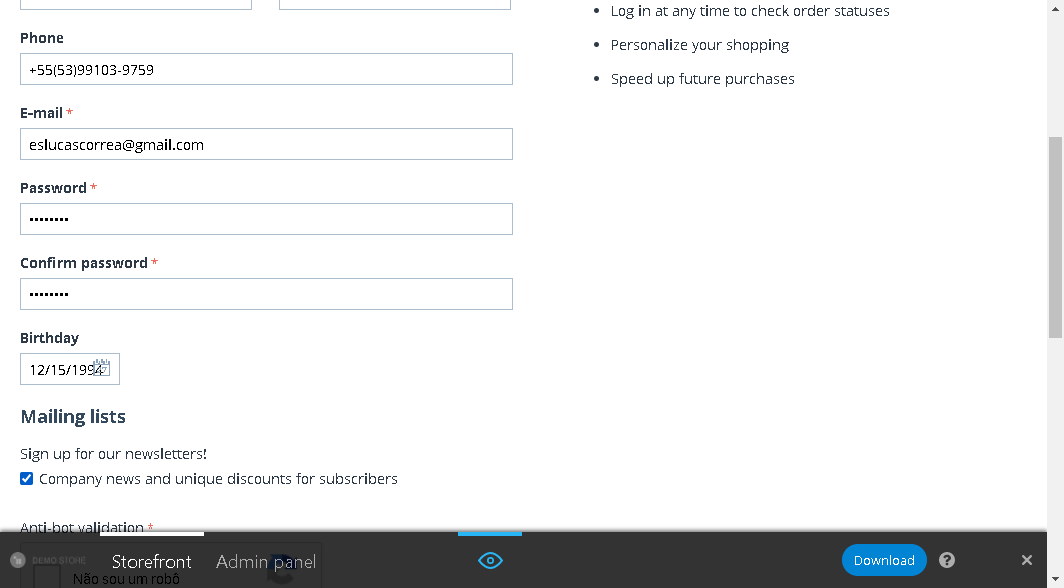 Log in at any time to check order statuses
Phone
Personalize your shopping
+55(53)99103-9759
Speed up future purchases
E-mail *
eslucascorrea@gmail.com
Password *
••••••••
Confirm password *
••••••••
Birthday
12/15/1994
Mailing lists
Sign up for our newsletters!
Company news and unique discounts for subscribers
Anti-bot validation *
DEMO STORE
Storefront
Admin panel
Download
Não sou um robô